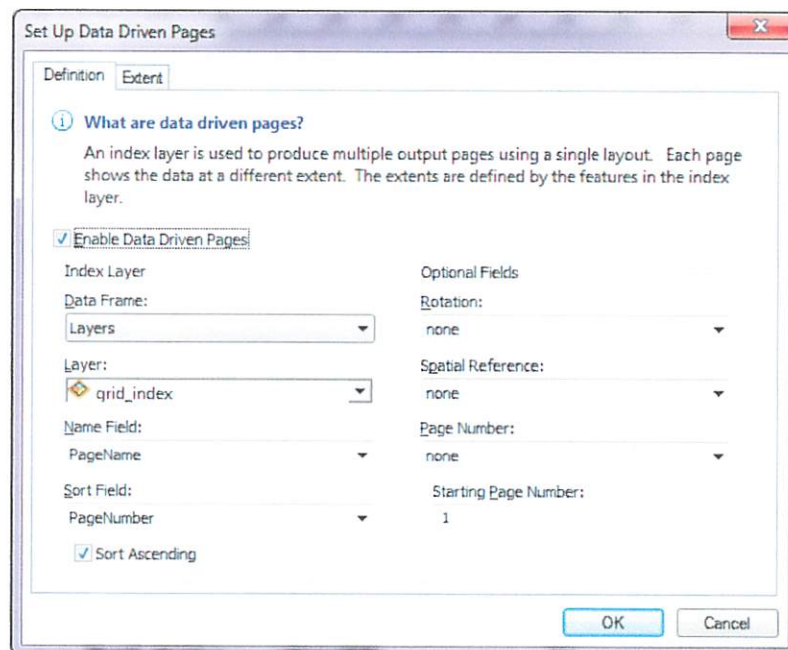 Set Up Data Driven Pages
Definition
Extent
What are data driven pages?
An index layer is used to produce multiple output pages using a single layout. Each page
shows the data at a different extent. The extents are defined by the features in the index
layer.
Enable Data Driven Pages
Index Layer
Data Frame:
Layers
Layer:
grid_index
Name Field:
PageName
Sort Field:
PageNumber
Sort Ascending
Optional Fields
Rotation:
none
Spatial Reference:
none
Page Number:
none
Starting Page Number:
1
OK
Cancel